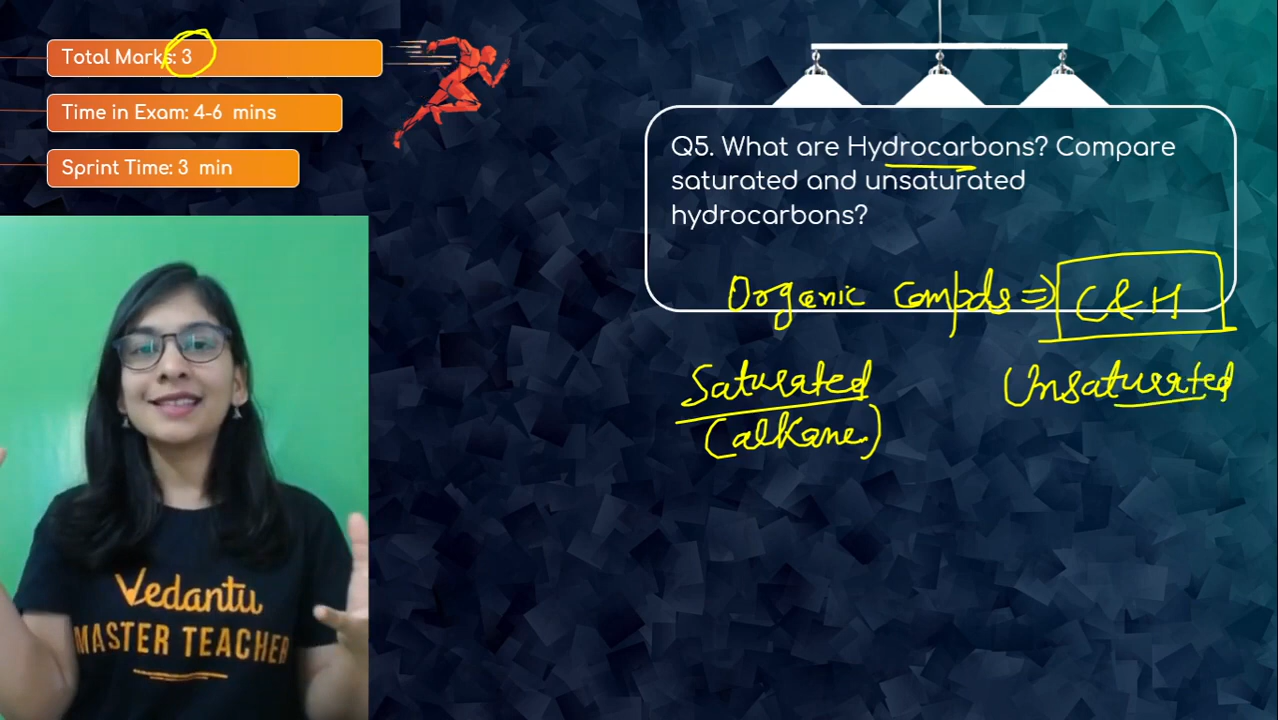 Total Marks: 3
Time in Exam: 4-6 mins
Sprint Time: 3 min
Q5. What are Hydrocarbons? Compare
saturated and unsaturated
hydrocarbons?
Organic Compds => C & H
Saturated
Unsaturated
(alkane)
Vedantu
MASTER TEACHER